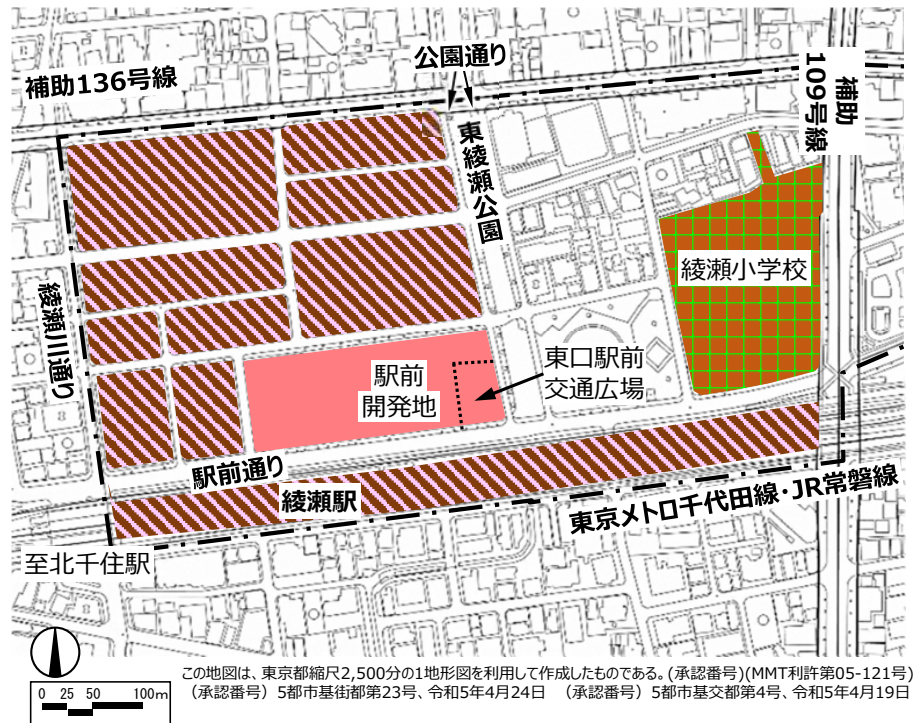 公園通り
補助136号線
補助
109号線
東綾瀬公園
綾瀬小学校
綾瀬川通り
駅前
開発地
東口駅前
交通広場
駅前通り
綾瀬駅
東京メトロ千代田線・JR常磐線
至北千住駅
この地図は、東京都縮尺2,500分の1地形図を利用して作成したものである。(承認番号)(MMT利許第05-121号)
（承認番号）5都市基街都第23号、令和5年4月24日　（承認番号）5都市基交都第4号、令和5年4月19日
0 25 50 100m